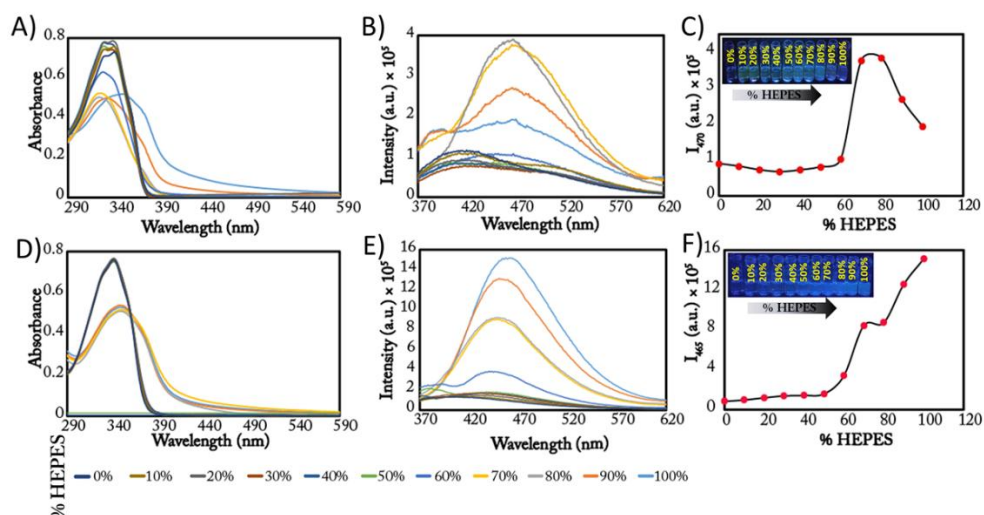 A)
Absorbance
0.8
0.6
0.4
0.2
0
290 340 440 490 540 590
Wavelength (nm)
B)
Intensity (a.u.) × 10⁵
4
3
2
1
0
370 420 470 520 570 620
Wavelength (nm)
C)
I₄₇₀ (a.u.) × 10⁵
4
3
2
1
0
0% 10% 20% 30% 40% 50% 60% 70% 80% 90% 100%
% HEPES
0 20 40 60 80 100 120
% HEPES
D)
Absorbance
0.8
0.6
0.4
0.2
0
290 340 440 490 540 590
Wavelength (nm)
E)
Intensity (a.u.) × 10⁵
16
14
12
10
8
6
4
2
0
370 420 470 520 570 620
Wavelength (nm)
F)
I₄₆₅ (a.u.) × 10⁵
16
12
8
4
0
0% 10% 20% 30% 40% 50% 60% 70% 80% 90% 100%
% HEPES
0 20 40 60 80 100 120
% HEPES
% HEPES
0% 10% 20% 30% 40% 50% 60% 70% 80% 90% 100%